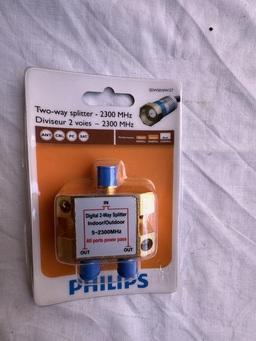 Two-way splitter - 2300 MHz
Diviseur 2 voies - 2300 MHz
ANT CBL PC SAT
IN
Digital 2-Way Splitter
Indoor/Outdoor
5-2300MHz
All ports power pass
OUT OUT
PHILIPS